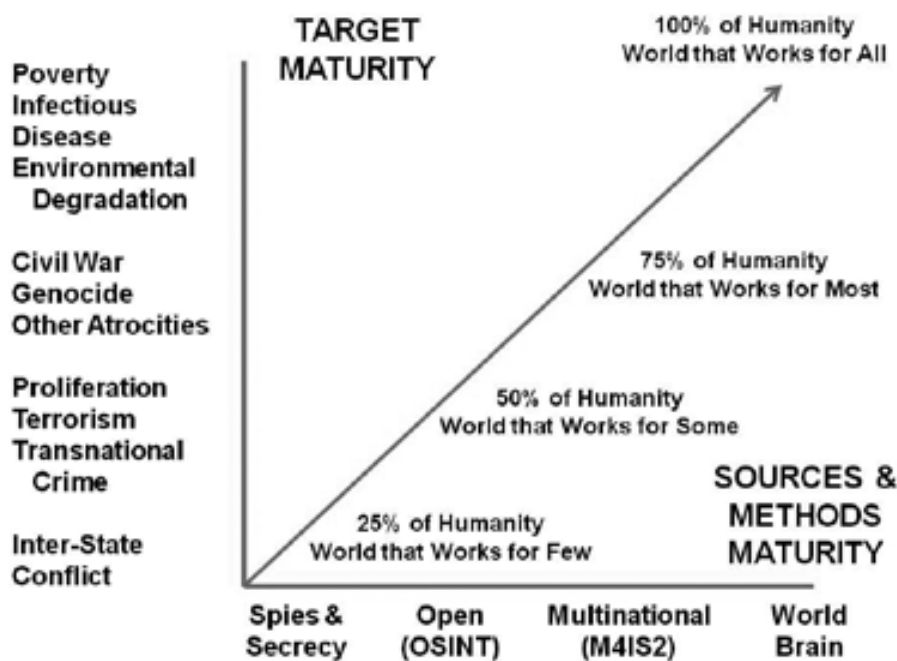 TARGET
MATURITY
100% of Humanity
World that Works for All
Poverty
Infectious
Disease
Environmental
Degradation
Civil War
Genocide
Other Atrocities
75% of Humanity
World that Works for Most
Proliferation
Terrorism
Transnational
Crime
50% of Humanity
World that Works for Some
SOURCES &
METHODS
MATURITY
Inter-State
Conflict
25% of Humanity
World that Works for Few
Spies &
Secrecy
Open
(OSINT)
Multinational
(M4IS2)
World
Brain